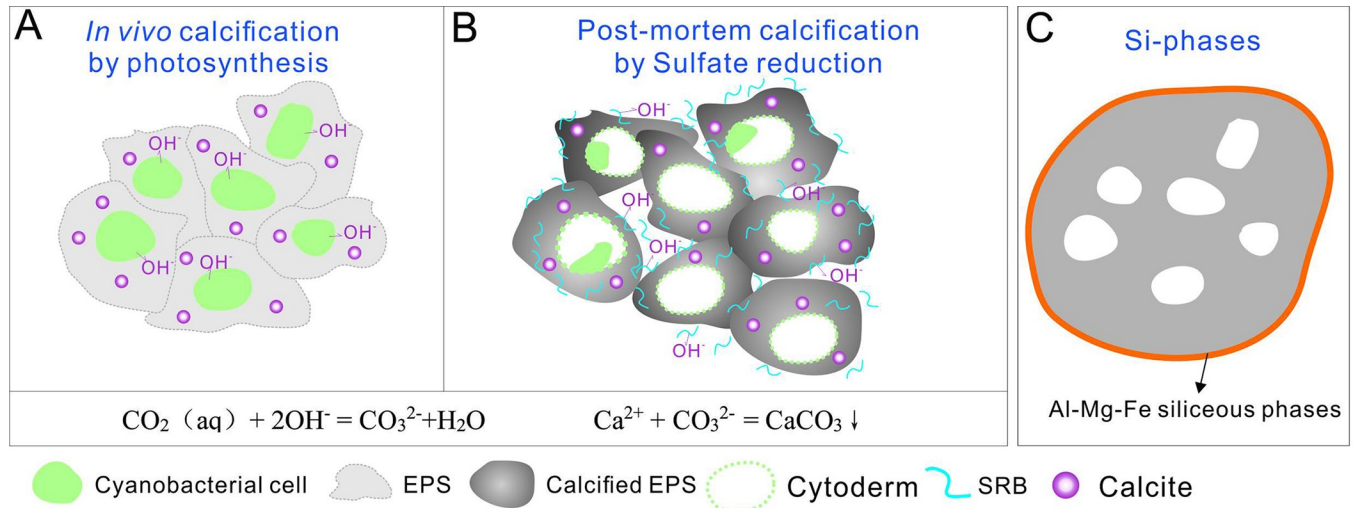 A
In vivo calcification
by photosynthesis
OH⁻
OH⁻
OH⁻
OH⁻
OH⁻
OH⁻
B
Post-mortem calcification
by Sulfate reduction
OH⁻
OH⁻
OH
OH⁻
OH⁻
OH⁻
CO₂（aq）+ 2OH⁻ = CO₃²⁻+H₂O
Ca²⁺ + CO₃²⁻ = CaCO₃↓
C
Si-phases
Al-Mg-Fe siliceous phases
Cyanobacterial cell
EPS
Calcified EPS
Cytoderm
SRB
Calcite